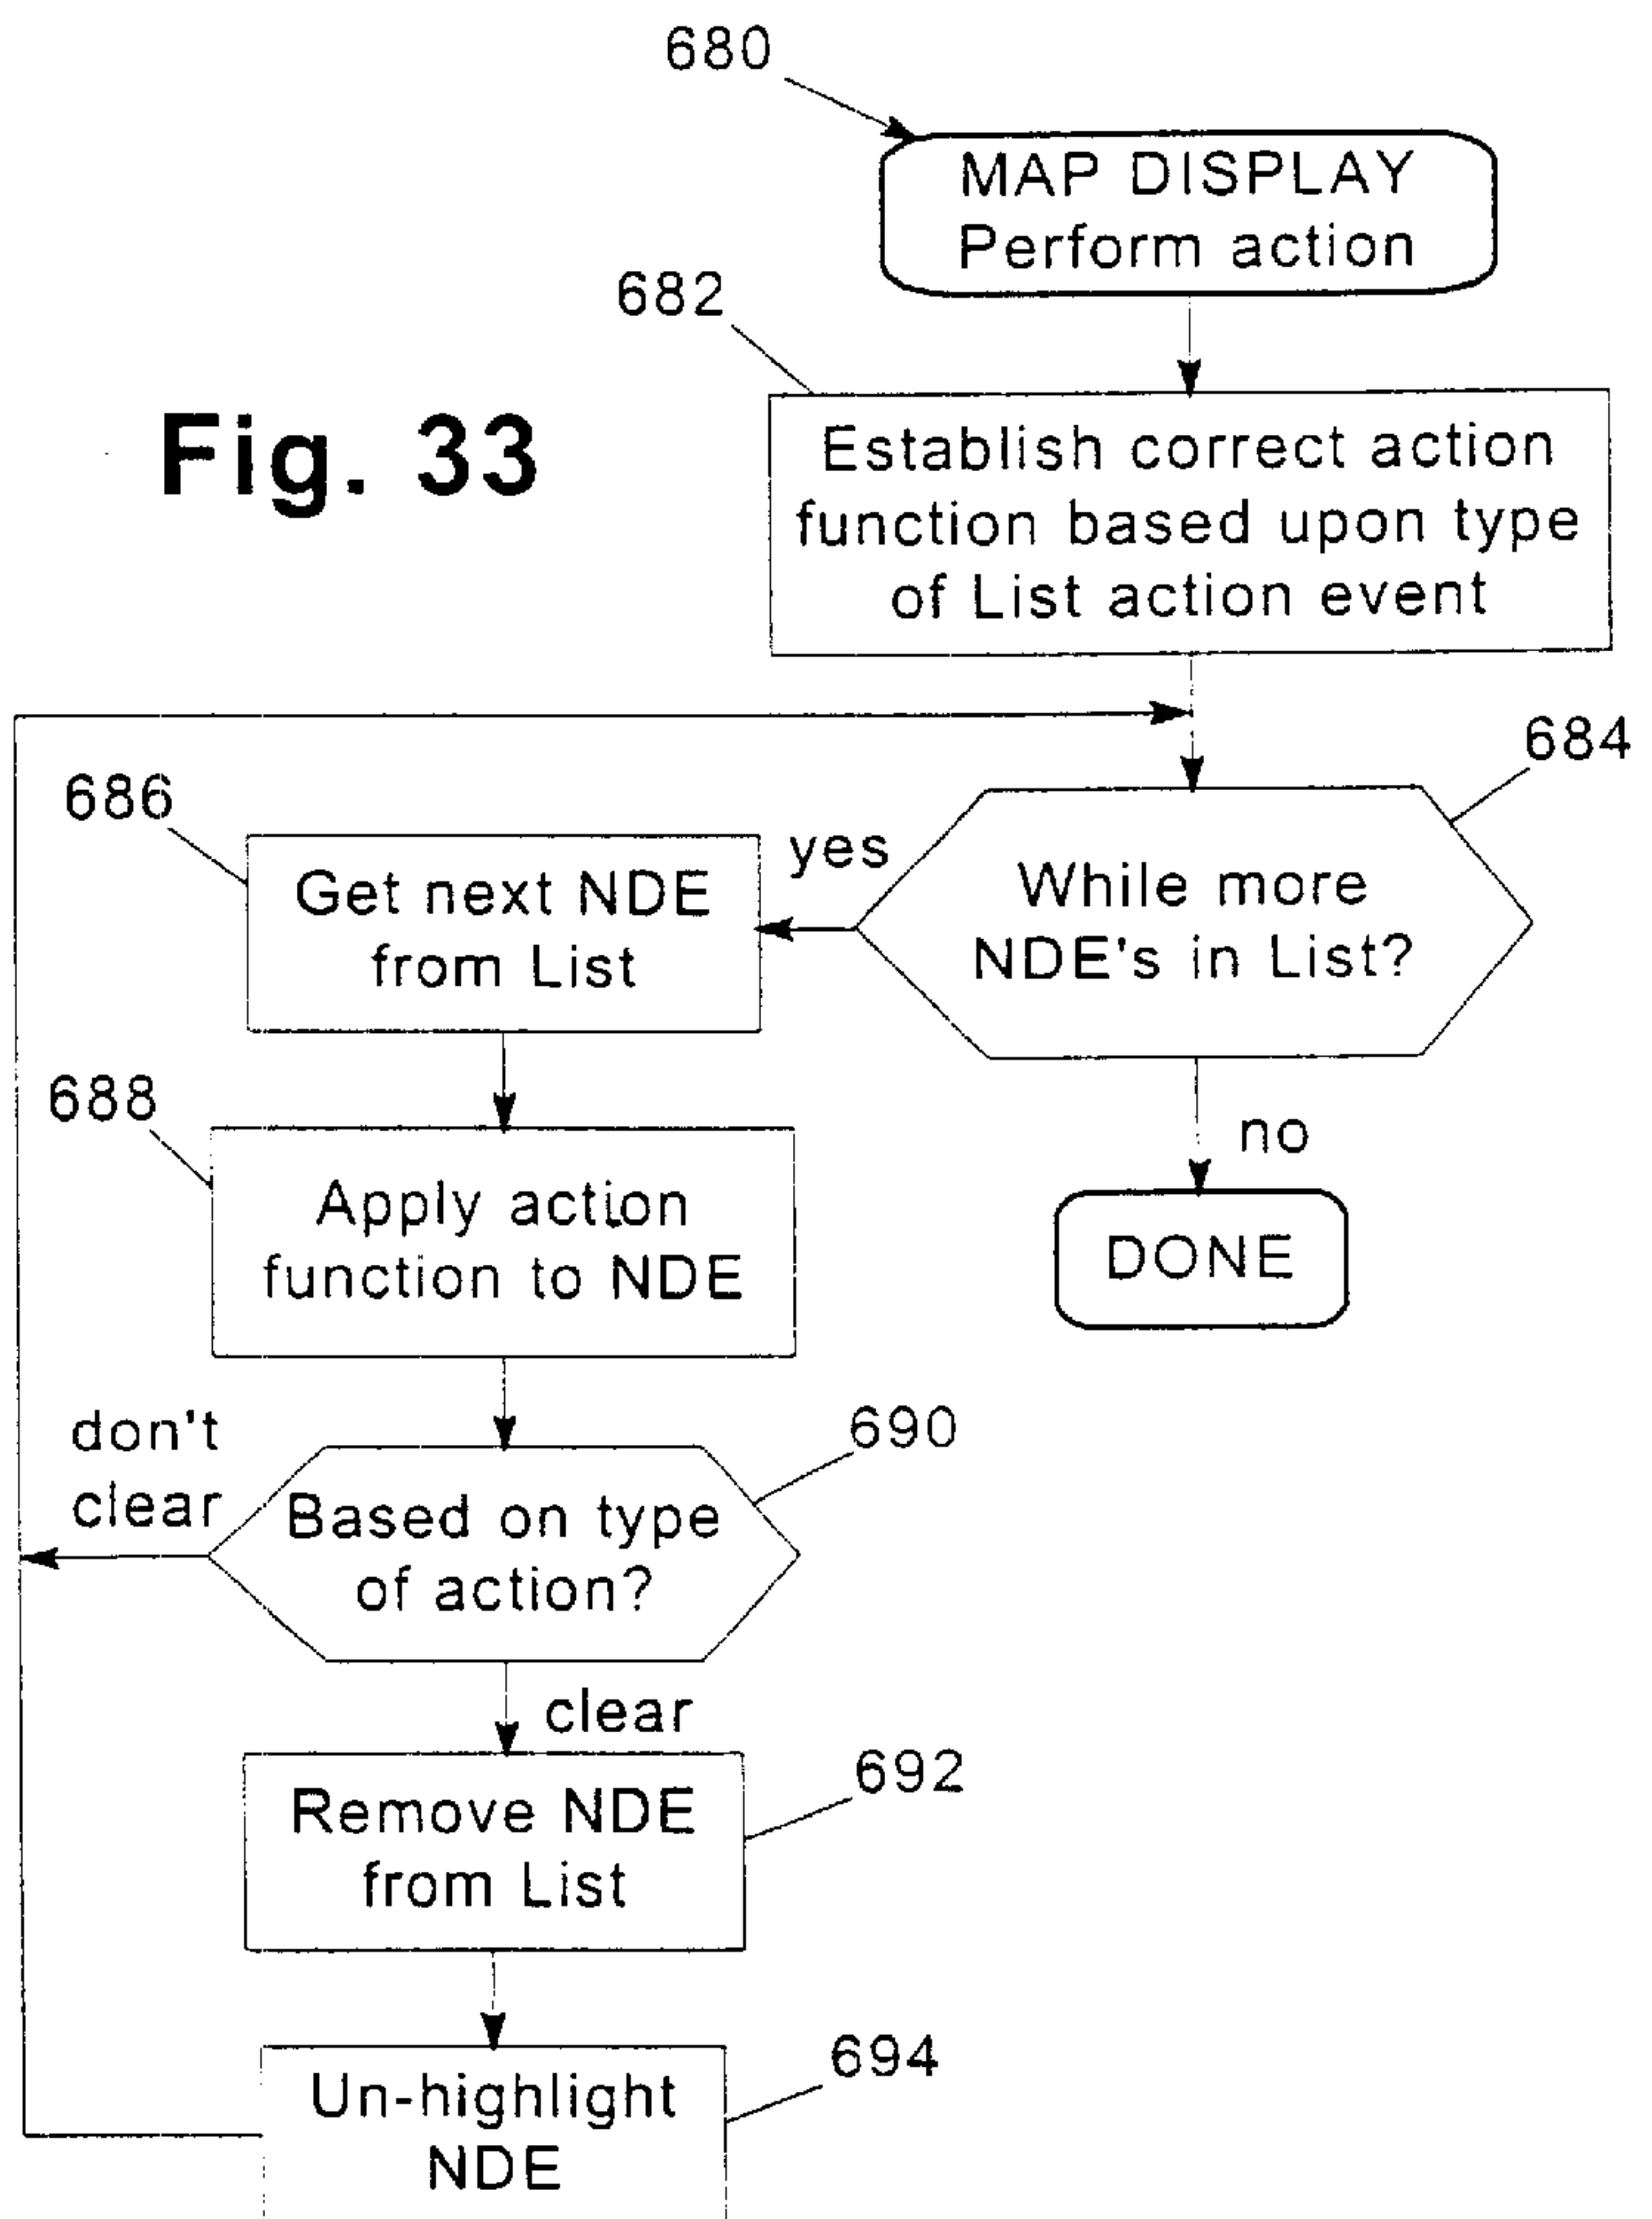 680
MAP DISPLAY
Perform action
682
Fig. 33
Establish correct action
function based upon type
of List action event
684
686
yes
Get next NDE
from List
While more
NDE's in List?
688
no
Apply action
function to NDE
DONE
don't
clear
690
Based on type
of action?
clear
692
Remove NDE
from List
694
Un-highlight
NDE